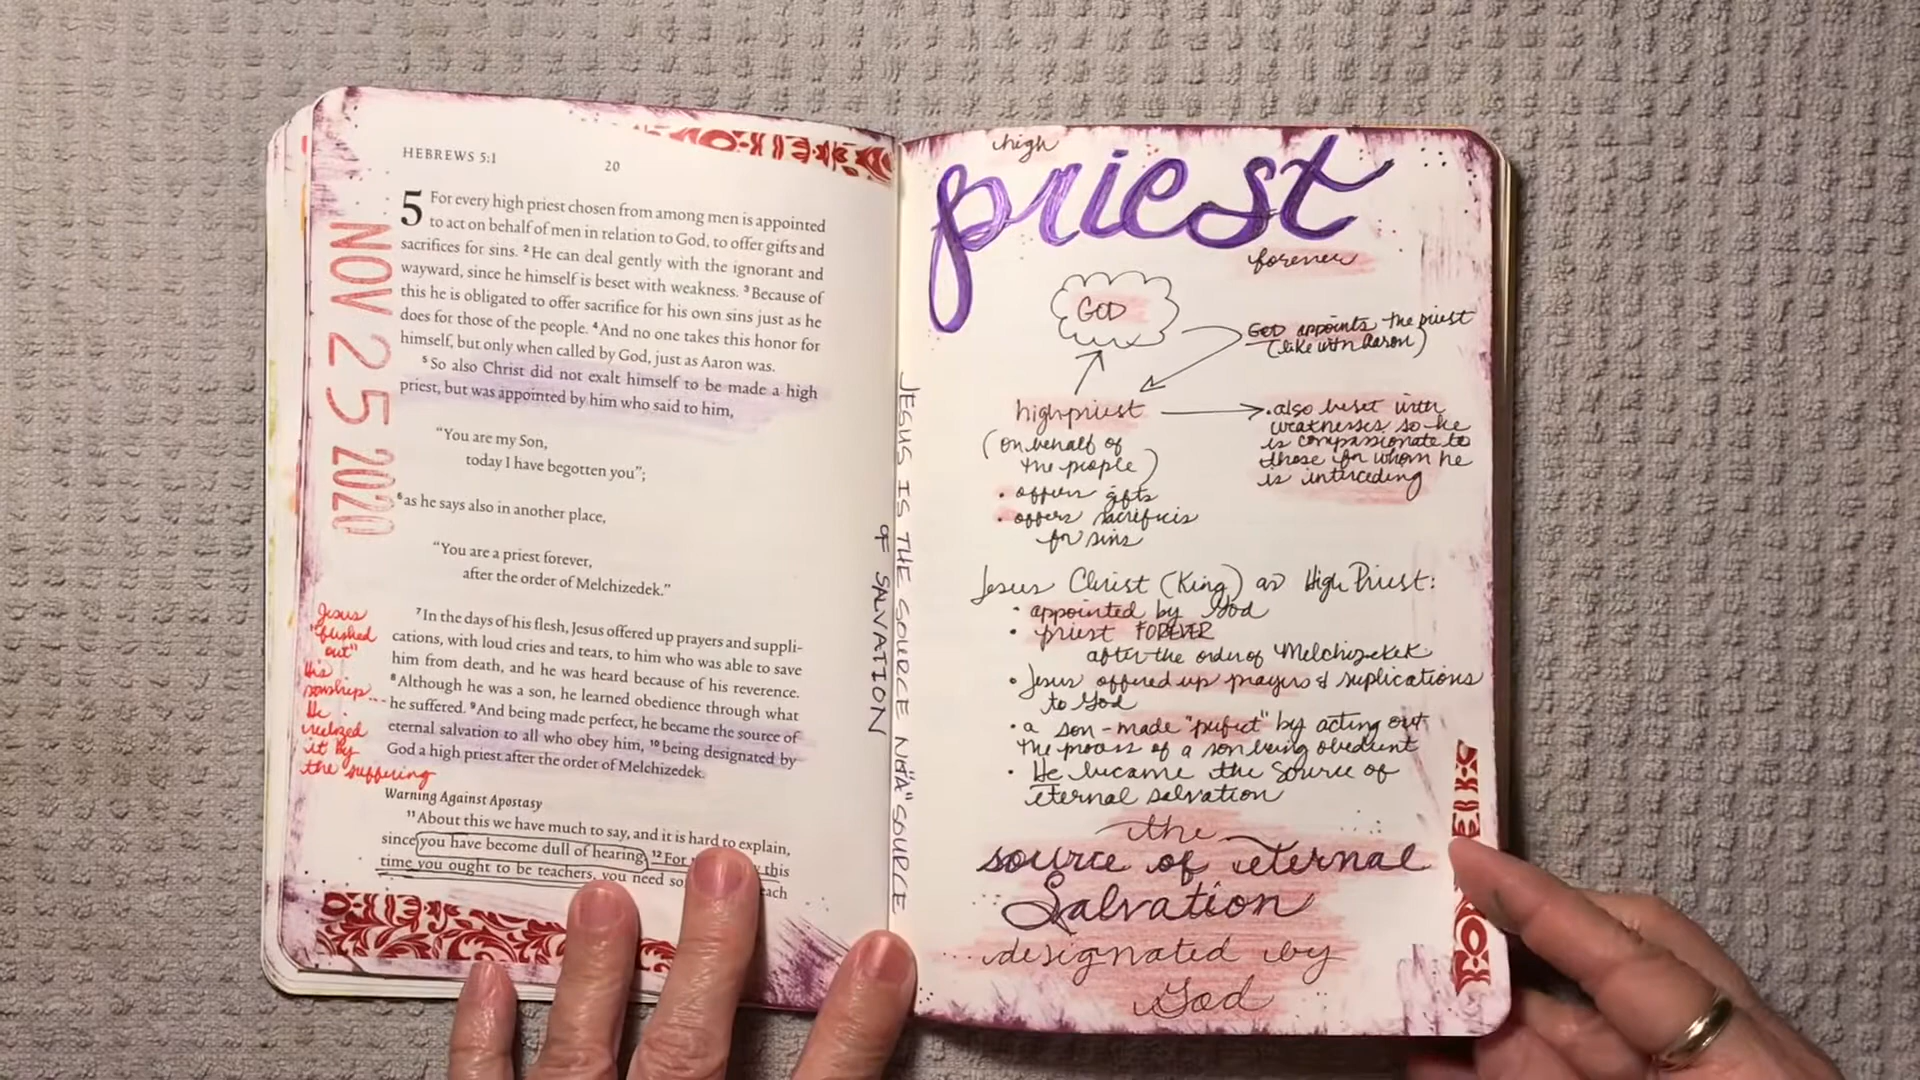 HEBREWS 5:1
20
5 For every high priest chosen from among men is appointed
to act on behalf of men in relation to God, to offer gifts and
sacrifices for sins. 2 He can deal gently with the ignorant and
wayward, since he himself is beset with weakness. 3 Because of
this he is obligated to offer sacrifice for his own sins just as he
does for those of the people. 4 And no one takes this honor for
himself, but only when called by God, just as Aaron was.
5 So also Christ did not exalt himself to be made a high
priest, but was appointed by him who said to him,
“You are my Son,
today I have begotten you”;
6 as he says also in another place,
“You are a priest forever,
after the order of Melchizedek.”
7 In the days of his flesh, Jesus offered up prayers and suppli-
cations, with loud cries and tears, to him who was able to save
him from death, and he was heard because of his reverence.
8 Although he was a son, he learned obedience through what
he suffered. 9 And being made perfect, he became the source of
eternal salvation to all who obey him, 10 being designated by
God a high priest after the order of Melchizedek.
Warning Against Apostasy
11 About this we have much to say, and it is hard to explain,
since you have become dull of hearing. 12 For this
time you ought to be teachers, you need
NOV 25 2020
Jesus
"fushed
out"
His
sonship...
He
realized
it by
the suffering
JESUS IS THE SOURCE NOT "A" SOURCE
OF SALVATION
high
priest
forever
GOD
GOD appoints the priest
(like with Aaron)
high priest
(on behalf of
the people)
• offers gifts
• offers sacrifices
for sins
• also beset with
weaknesses so he
is compassionate to
those for whom he
is interceding
Jesus Christ (King) as High Priest:
• appointed by God
• priest FOREVER
after the order of Melchizekek
• Jesus offered up prayers & suplications
to God
• a son - made "perfect" by acting out
the process of a son being obedient
• He became the source of
eternal salvation
the
source of eternal
Salvation
designated by
God